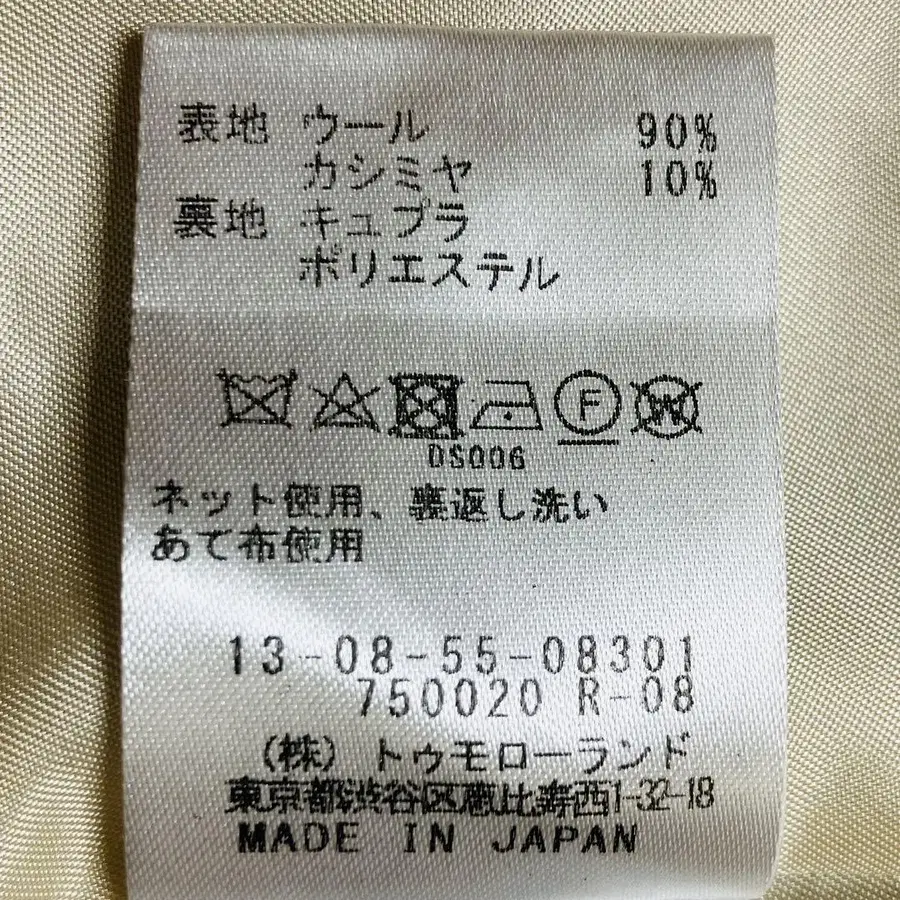 表地 ウール 90%
カシミヤ 10%
裏地 キュプラ
ポリエステル
F W
DS006
ネット使用、裏返し洗い
あて布使用
13-08-55-08301
750020 R-08
(株)トゥモローランド
東京都渋谷区恵比寿西1-32-18
MADE IN JAPAN